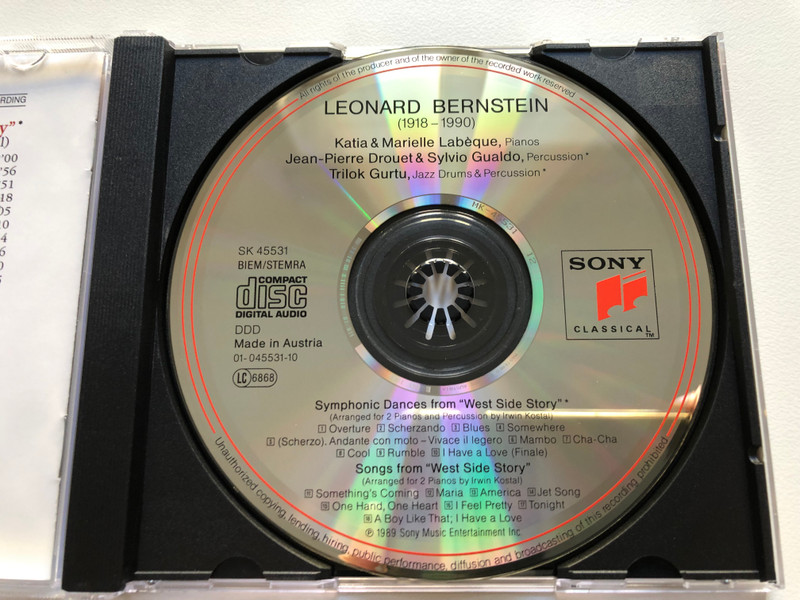 RDING
y" *
'00
'56
51
18
05
10
4
6
0
All rights of the producer and of the owner of the recorded work reserved
LEONARD BERNSTEIN
(1918 – 1990)
Katia & Marielle Labèque, Pianos
Jean-Pierre Drouet & Sylvio Gualdo, Percussion *
Trilok Gurtu, Jazz Drums & Percussion *
SK 45531
BIEM/STEMRA
COMPACT
disc
DIGITAL AUDIO
DDD
Made in Austria
01-045531-10
LC 6868
SONY
CLASSICAL TM
Symphonic Dances from "West Side Story" *
(Arranged for 2 Pianos and Percussion by Irwin Kostal)
1 Overture 2 Scherzando 3 Blues 4 Somewhere
5 (Scherzo). Andante con moto – Vivace il legero 6 Mambo 7 Cha-Cha
8 Cool 9 Rumble 10 I Have a Love (Finale)
Songs from "West Side Story"
(Arranged for 2 Pianos by Irwin Kostal)
11 Something's Coming 12 Maria 13 America 14 Jet Song
15 One Hand, One Heart 16 I Feel Pretty 17 Tonight
18 A Boy Like That; I Have a Love
℗ 1989 Sony Music Entertainment Inc.
Unauthorized copying, lending, hiring, public performance, diffusion and broadcasting of this recording prohibited